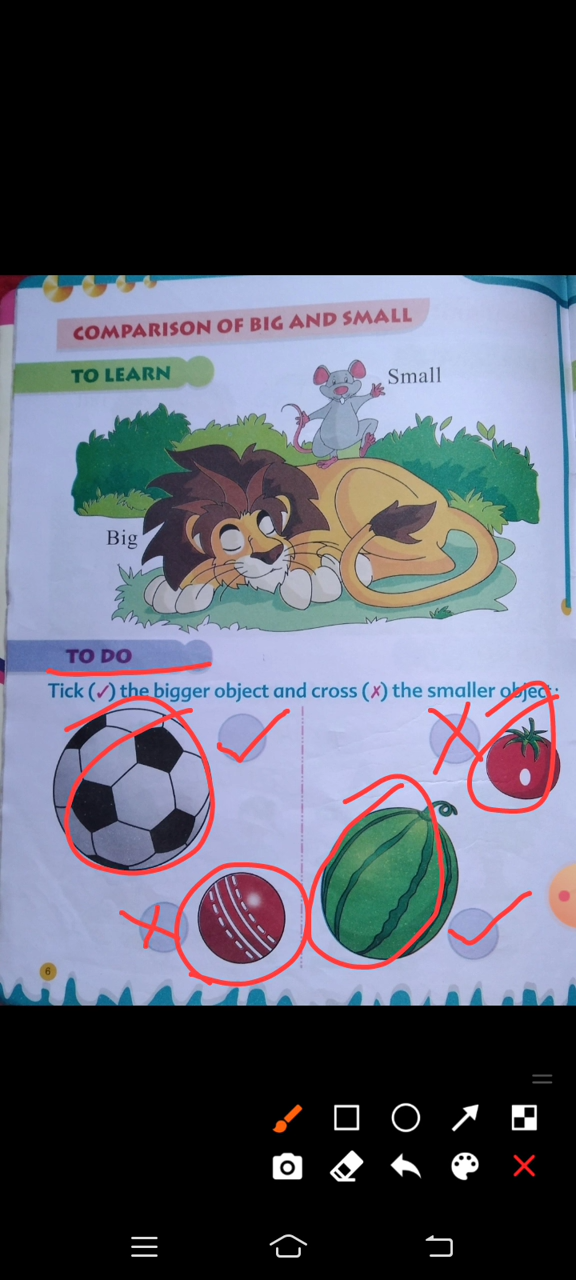 COMPARISON OF BIG AND SMALL
TO LEARN
Small
Big
TO DO
Tick (✓) the bigger object and cross (✗) the smaller object:
6